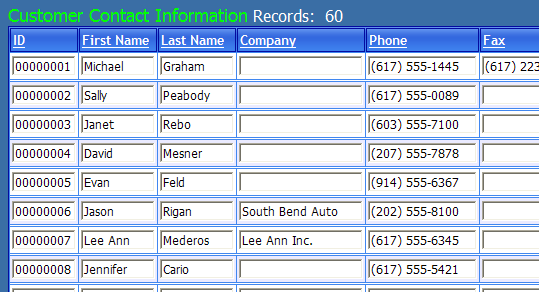 Customer Contact Information Records: 60
ID First Name Last Name Company Phone Fax
00000001 Michael Graham (617) 555-1445 (617) 223
00000002 Sally Peabody (617) 555-0089
00000003 Janet Rebo (603) 555-7100
00000004 David Mesner (207) 555-7878
00000005 Evan Feld (914) 555-6367
00000006 Jason Rigan South Bend Auto (202) 555-8100
00000007 Lee Ann Mederos Lee Ann Inc. (617) 555-6345
00000008 Jennifer Cario (617) 555-5421